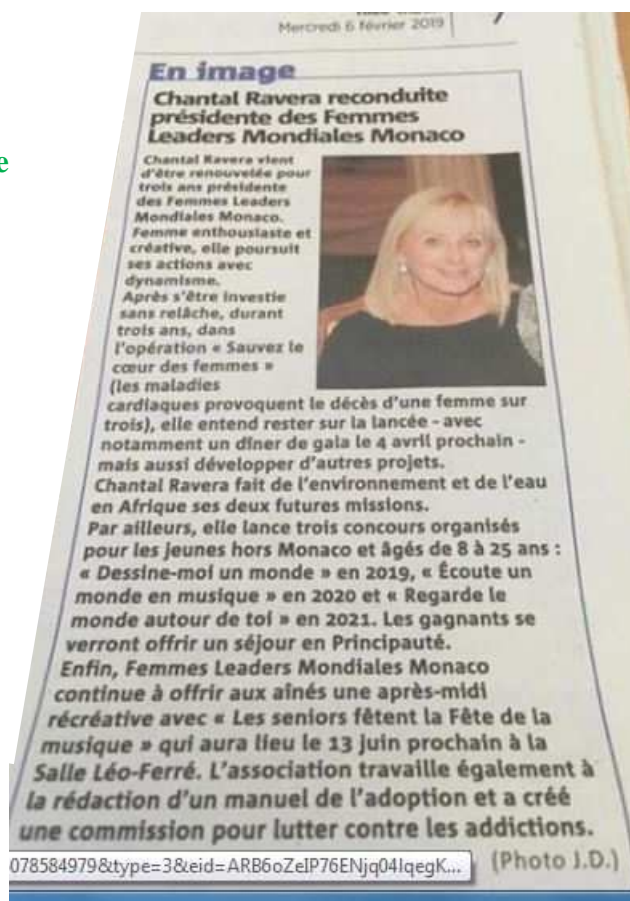 Mercredi 6 février 2019
En image
Chantal Ravera reconduite
présidente des Femmes
Leaders Mondiales Monaco
e
Chantal Ravera vient
d'être renouvelée pour
trois ans présidente
des Femmes Leaders
Mondiales Monaco.
Femme enthousiaste et
créative, elle poursuit
ses actions avec
dynamisme.
Après s'être investie
sans relâche, durant
trois ans, dans
l'opération « Sauvez le
cœur des femmes »
(les maladies
cardiaques provoquent le décès d'une femme sur
trois), elle entend rester sur la lancée - avec
notamment un dîner de gala le 4 avril prochain -
mais aussi développer d'autres projets.
Chantal Ravera fait de l'environnement et de l'eau
en Afrique ses deux futures missions.
Par ailleurs, elle lance trois concours organisés
pour les jeunes hors Monaco et âgés de 8 à 25 ans :
« Dessine-moi un monde » en 2019, « Écoute un
monde en musique » en 2020 et « Regarde le
monde autour de toi » en 2021. Les gagnants se
verront offrir un séjour en Principauté.
Enfin, Femmes Leaders Mondiales Monaco
continue à offrir aux aînés une après-midi
récréative avec « Les seniors fêtent la Fête de la
musique » qui aura lieu le 13 juin prochain à la
Salle Léo-Ferré. L'association travaille également à
la rédaction d'un manuel de l'adoption et a créé
une commission pour lutter contre les addictions.
(Photo J.D.)
078584979&type=3&eid=ARB6oZeIP76ENjq04IqegK...